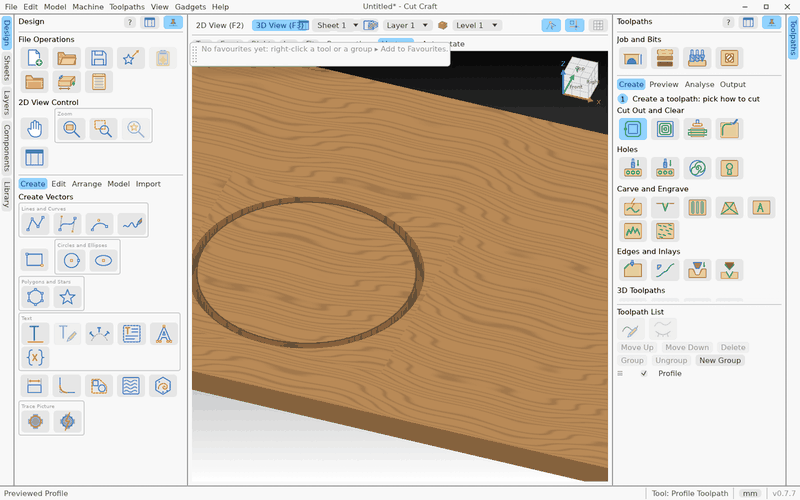 Untitled* - Cut Craft
File Edit Model Machine Toolpaths View Gadgets Help
Design
Sheets
Layers
Components
Library
Design
File Operations
2D View Control
Zoom
Create Edit Arrange Model Import
Create Vectors
Lines and Curves
Circles and Ellipses
Polygons and Stars
Text
Trace Picture
2D View (F2) 3D View (F3) Sheet 1 Layer 1 Level 1
No favourites yet: right-click a tool or a group ▸ Add to Favourites.
Front
Z
X
Toolpaths
Job and Bits
Create Preview Analyse Output
1 Create a toolpath: pick how to cut
Cut Out and Clear
Holes
Carve and Engrave
Edges and Inlays
3D Toolpaths
Toolpath List
Move Up Move Down Delete
Group Ungroup New Group
Profile
Toolpaths
Previewed Profile
Tool: Profile Toolpath mm v0.7.7